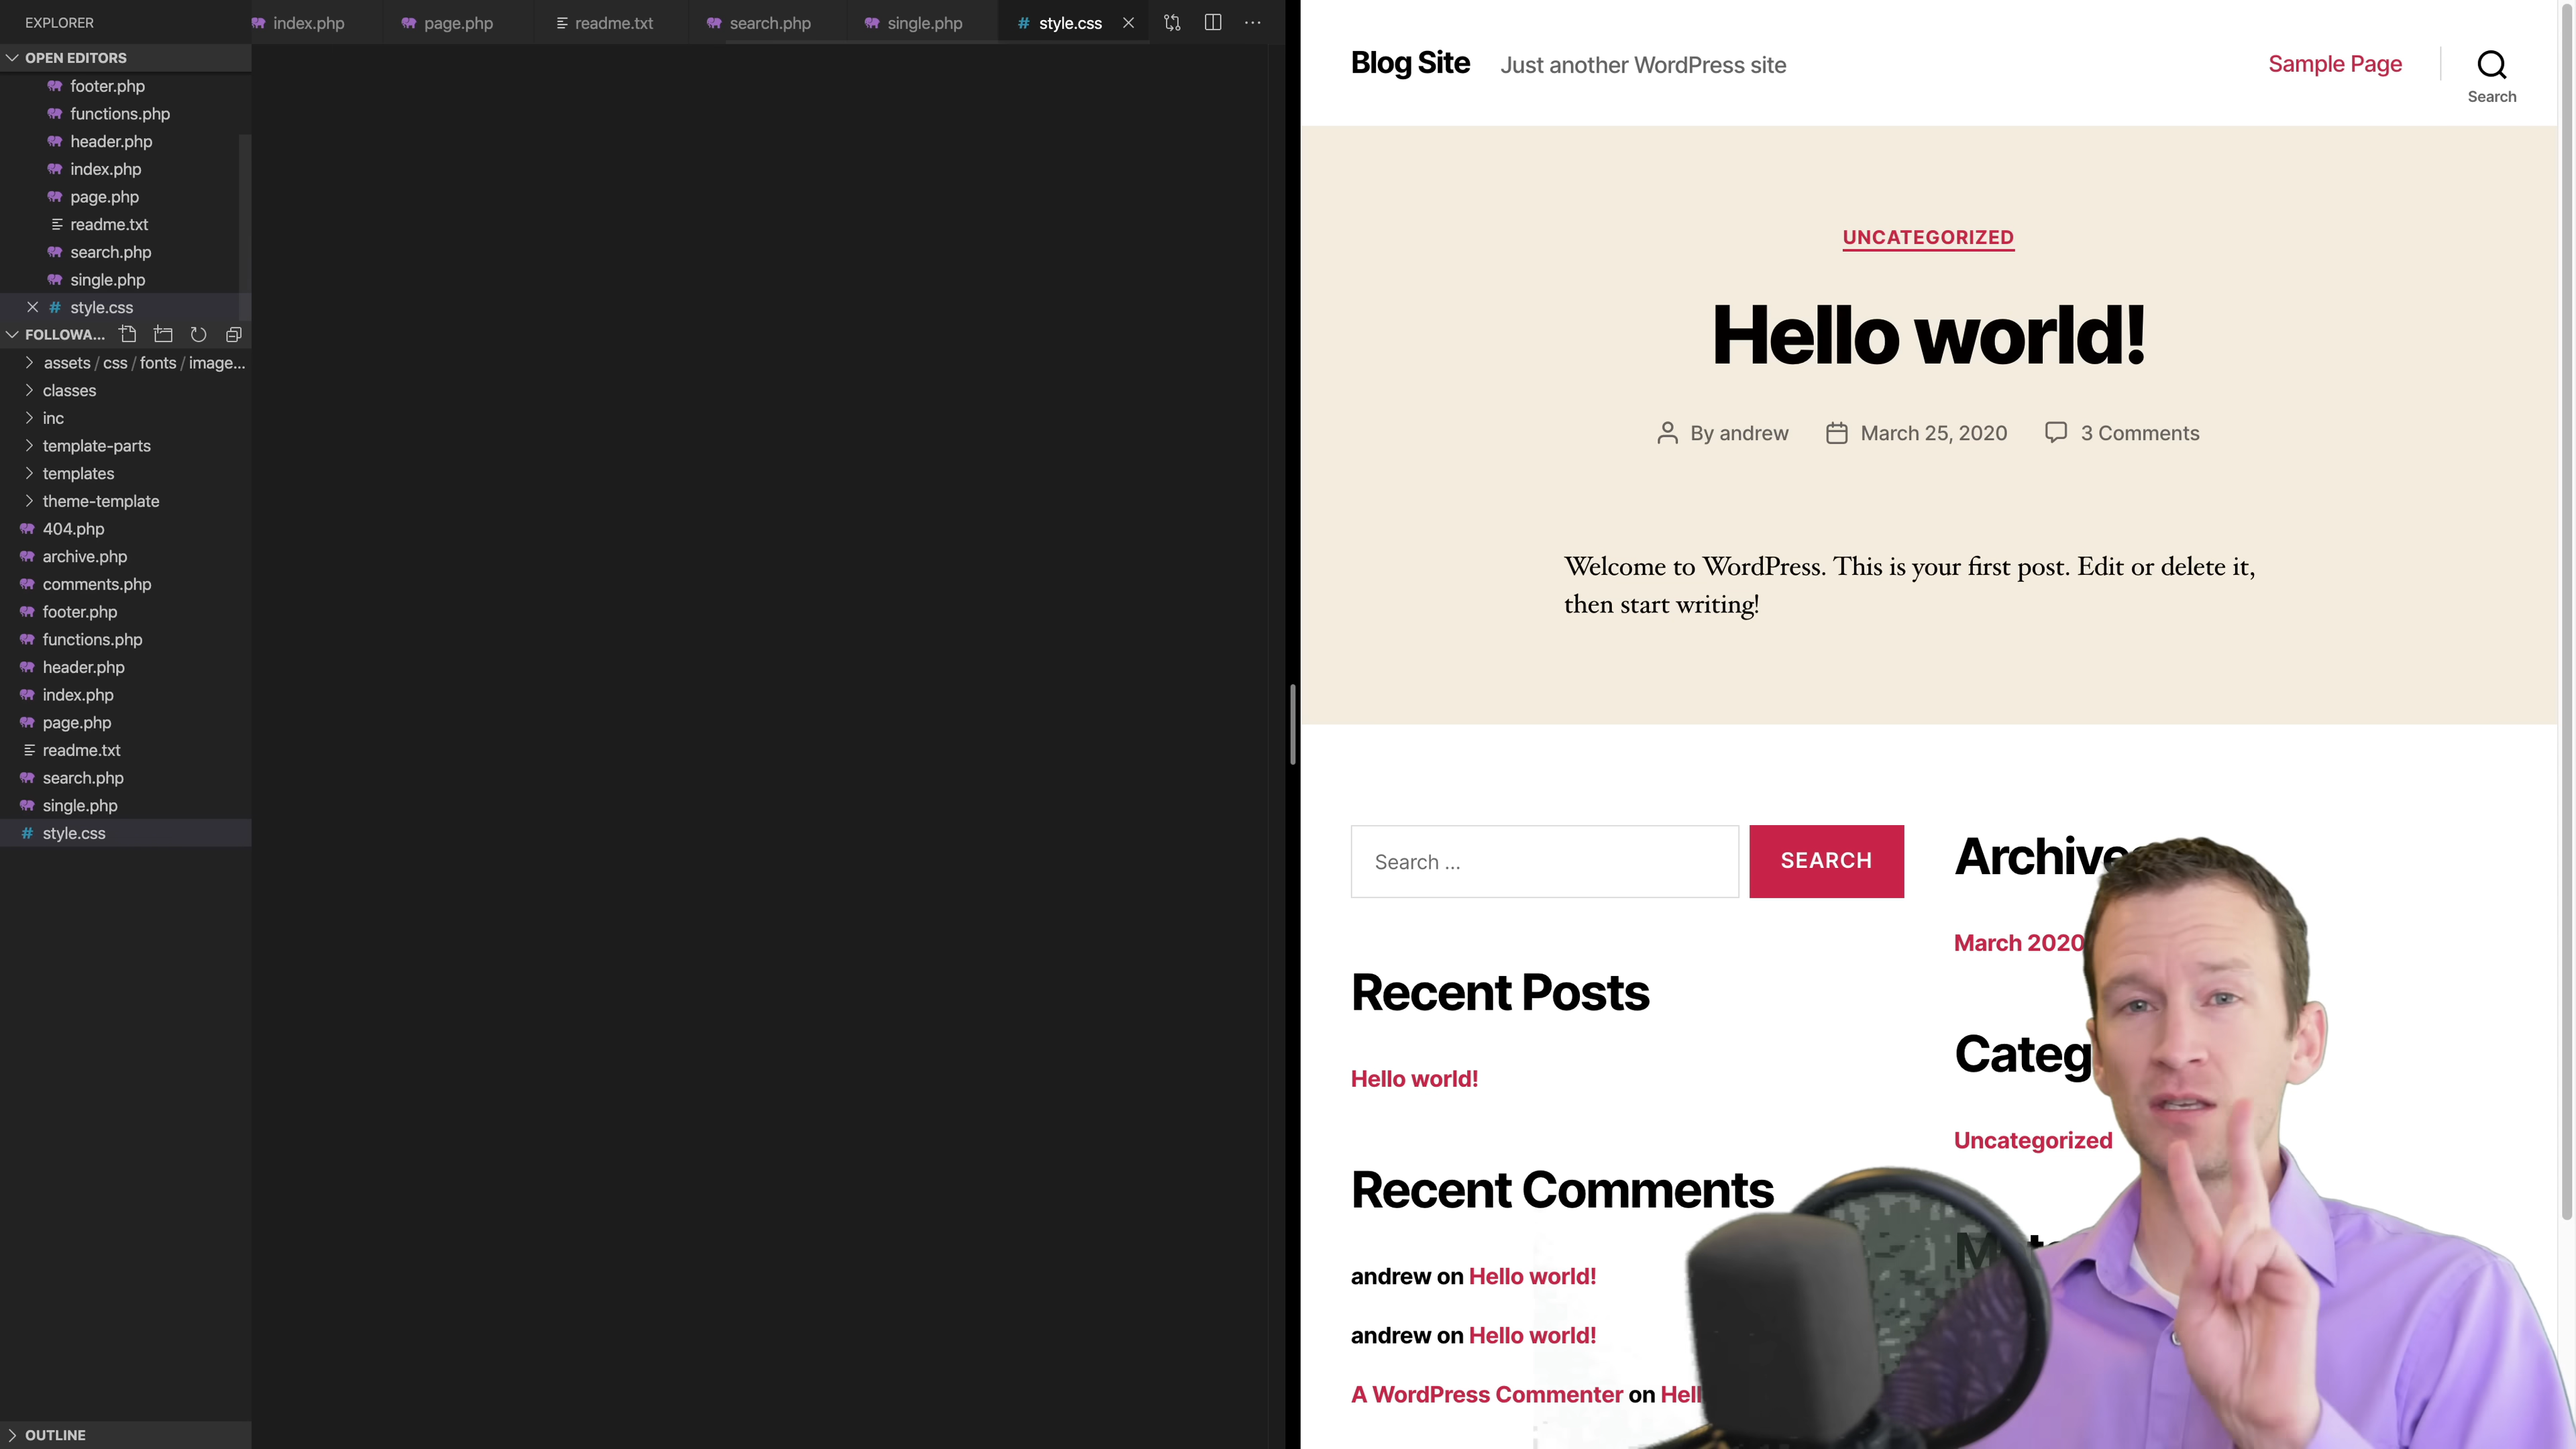 EXPLORER
OPEN EDITORS
footer.php
functions.php
header.php
index.php
page.php
readme.txt
search.php
single.php
style.css
FOLLOWA...
assets / css / fonts / image...
classes
inc
template-parts
templates
theme-template
404.php
archive.php
comments.php
footer.php
functions.php
header.php
index.php
page.php
readme.txt
search.php
single.php
style.css
OUTLINE
index.php page.php readme.txt search.php single.php style.css
Blog Site Just another WordPress site Sample Page
Search
UNCATEGORIZED
Hello world!
By andrew March 25, 2020 3 Comments
Welcome to WordPress. This is your first post. Edit or delete it,
then start writing!
Search ... SEARCH
Recent Posts
Hello world!
Recent Comments
andrew on Hello world!
andrew on Hello world!
A WordPress Commenter on Hell
Archive
March 2020
Categ
Uncategorized